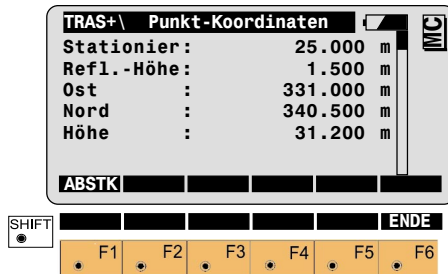 TRAS+\ Punkt-Koordinaten
MC
Stationier: 25.000 m
Refl.-Höhe: 1.500 m
Ost : 331.000 m
Nord : 340.500 m
Höhe : 31.200 m
ABSTK
SHIFT
ENDE
F1 F2 F3 F4 F5 F6